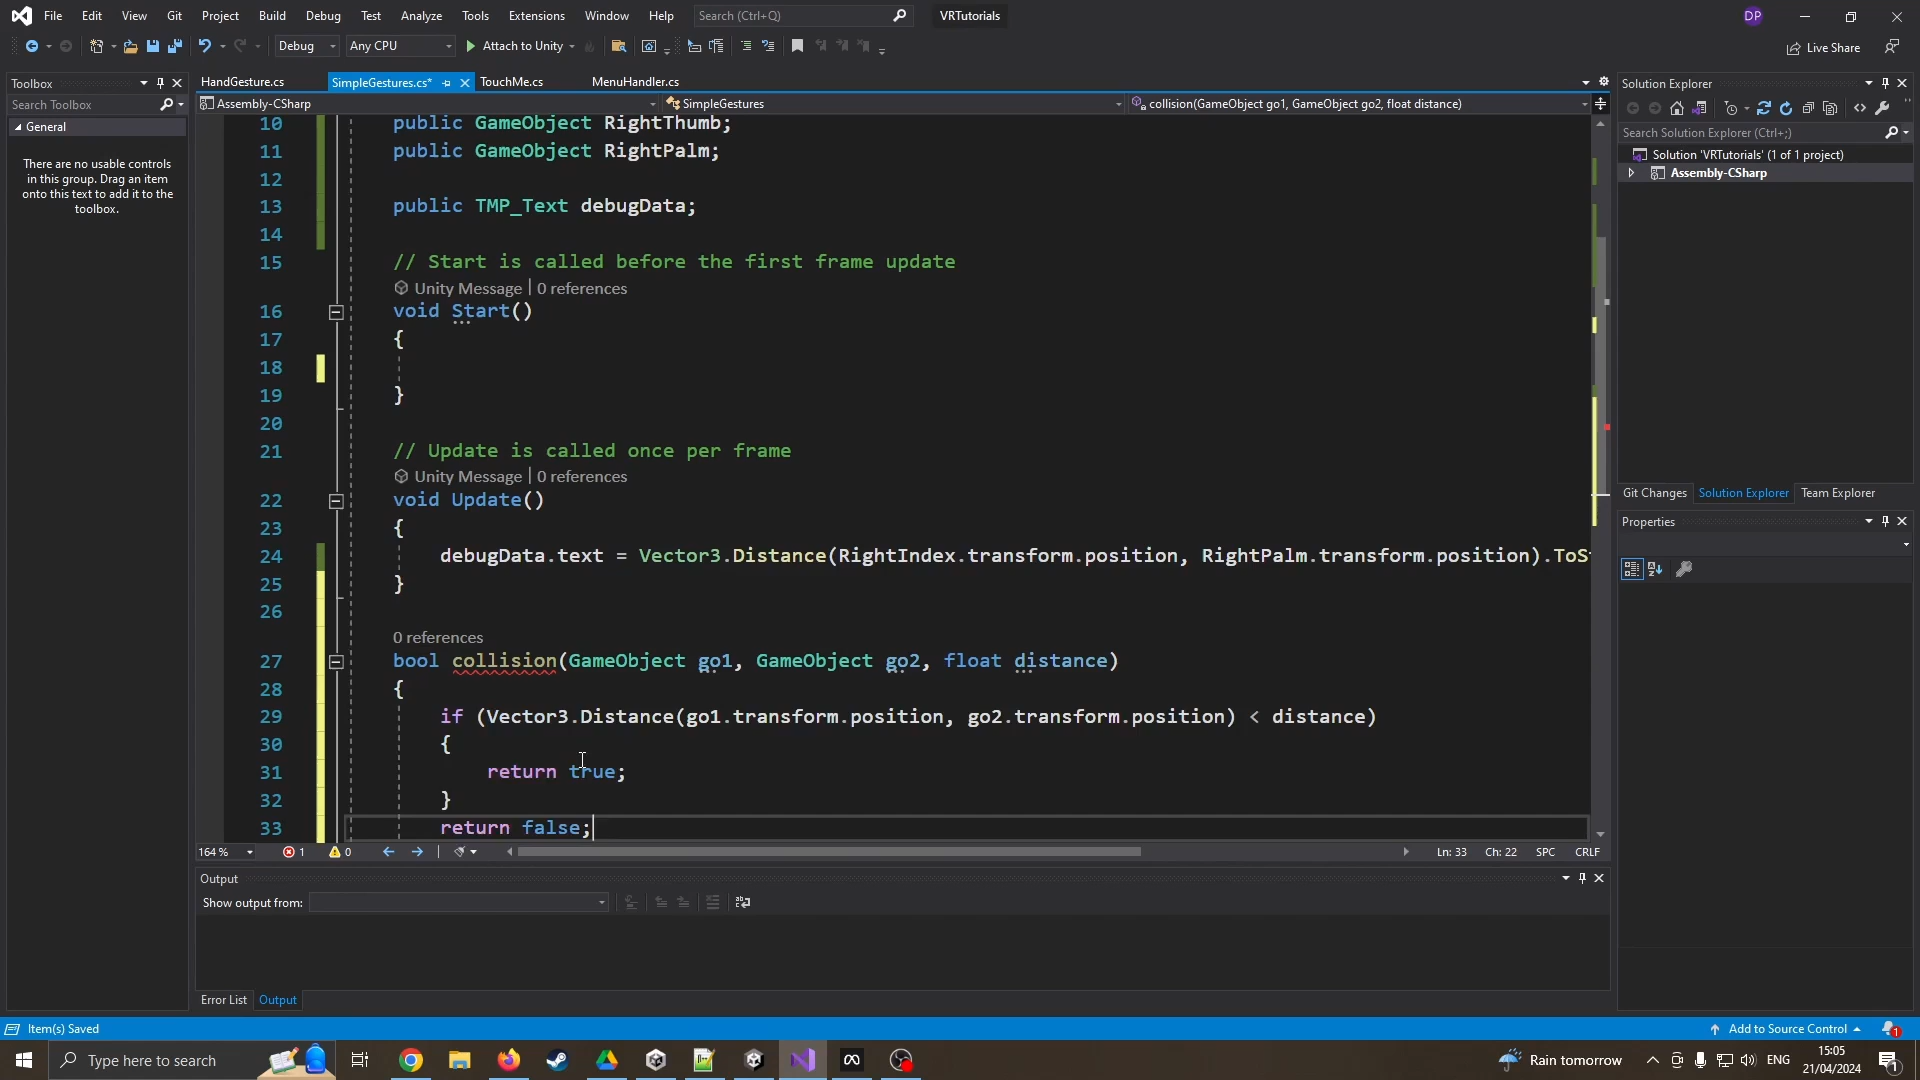 File Edit View Git Project Build Debug Test Analyze Tools Extensions Window Help Search (Ctrl+Q) VRTutorials DP
Debug Any CPU Attach to Unity Live Share
Toolbox
Search Toolbox
General
There are no usable controls
in this group. Drag an item
onto this text to add it to the
toolbox.
HandGesture.cs SimpleGestures.cs* TouchMe.cs MenuHandler.cs
Assembly-CSharp SimpleGestures collision(GameObject go1, GameObject go2, float distance)
10 public GameObject RightThumb;
11 public GameObject RightPalm;
12
13 public TMP_Text debugData;
14
15 // Start is called before the first frame update
Unity Message | 0 references
16 void Start()
17 {
18
19 }
20
21 // Update is called once per frame
Unity Message | 0 references
22 void Update()
23 {
24 debugData.text = Vector3.Distance(RightIndex.transform.position, RightPalm.transform.position).ToSt
25 }
26
0 references
27 bool collision(GameObject go1, GameObject go2, float distance)
28 {
29 if (Vector3.Distance(go1.transform.position, go2.transform.position) < distance)
30 {
31 return true;
32 }
33 return false;
164 % 1 0 Ln: 33 Ch: 22 SPC CRLF
Output
Show output from:
Error List Output
Solution Explorer
Search Solution Explorer (Ctrl+;)
Solution 'VRTutorials' (1 of 1 project)
Assembly-CSharp
Git Changes Solution Explorer Team Explorer
Properties
Item(s) Saved Add to Source Control 1
Type here to search Rain tomorrow ENG 15:05
21/04/2024 1